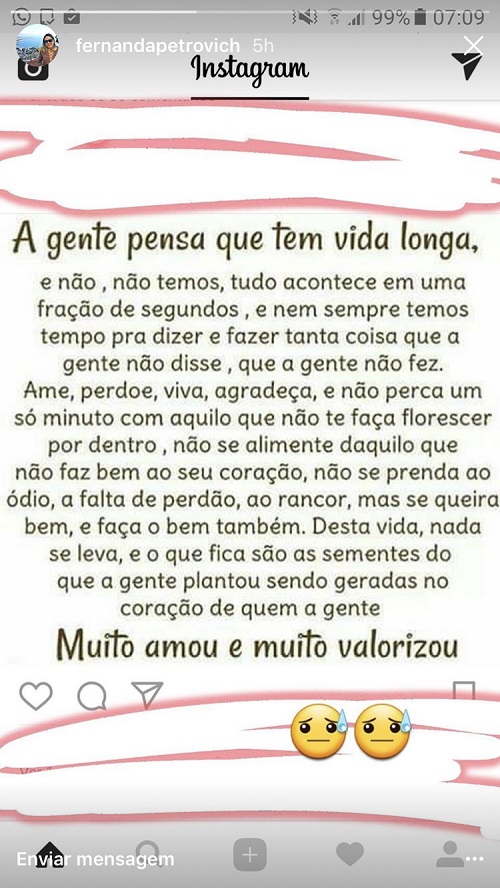 99% 07:09
fernandapetrovich 5h
Instagram
A gente pensa que tem vida longa,
e não , não temos, tudo acontece em uma
fração de segundos , e nem sempre temos
tempo pra dizer e fazer tanta coisa que a
gente não disse , que a gente não fez.
Ame, perdoe, viva, agradeça, e não perca um
só minuto com aquilo que não te faça florescer
por dentro , não se alimente daquilo que
não faz bem ao seu coração, não se prenda ao
ódio, a falta de perdão, ao rancor, mas se queira
bem, e faça o bem também. Desta vida, nada
se leva, e o que fica são as sementes do
que a gente plantou sendo geradas no
coração de quem a gente
Muito amou e muito valorizou
Enviar mensagem